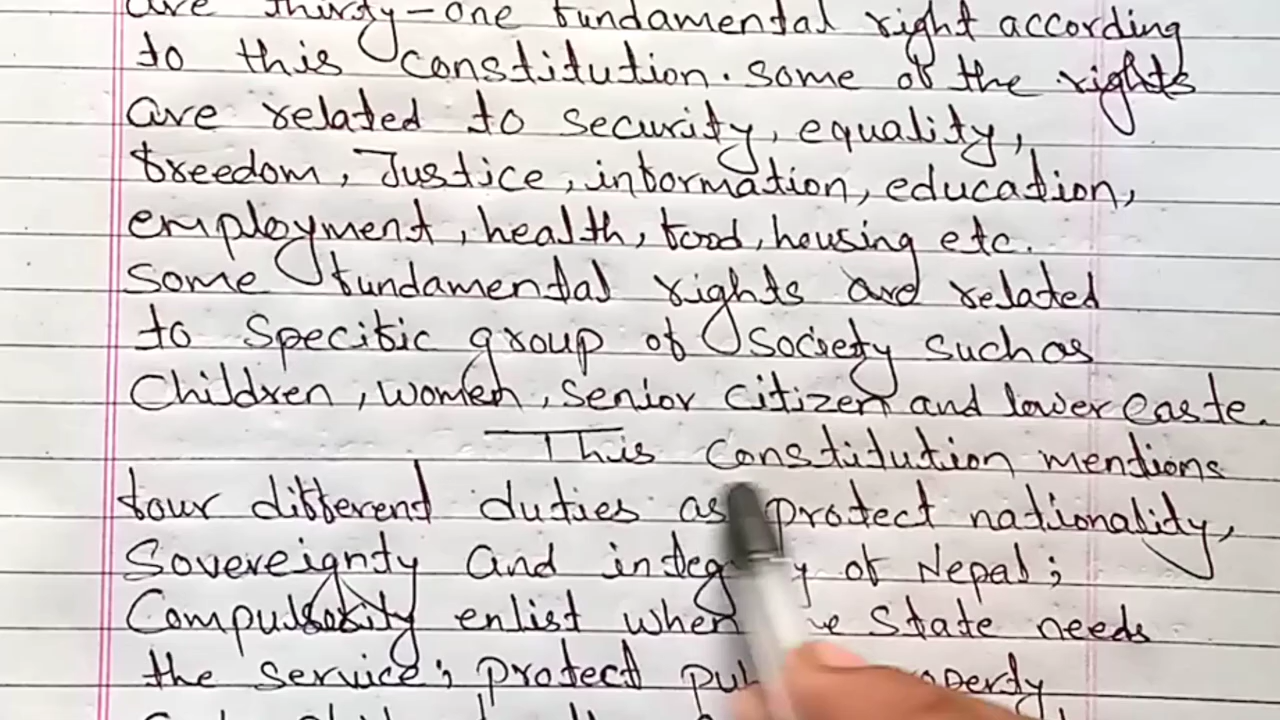 are thirty-one fundamental right according
to this constitution. some of the rights
are related to security, equality,
freedom, Justice, information, education,
employment, health, food, housing etc.
Some fundamental rights are related
to specific group of society such as
Children, women, senior citizen and lower caste.
This constitution mentions
four different duties as protect nationality,
Sovereignty and of Nepal;
Compulsority enlist when State needs
the service; protect